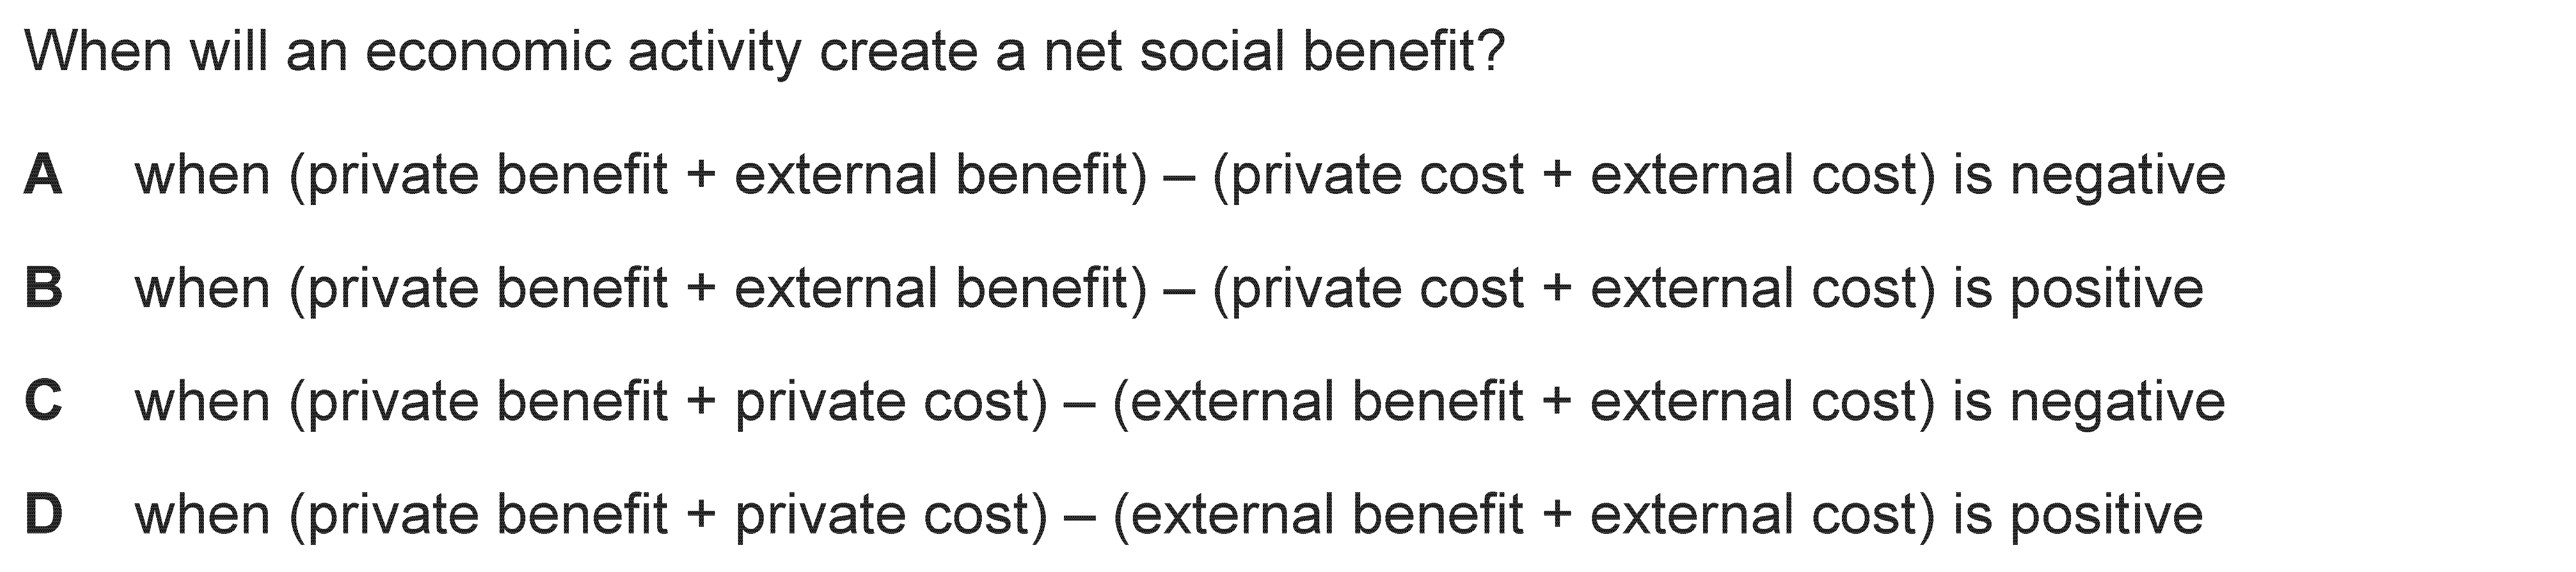 When will an economic activity create a net social benefit?
A when (private benefit + external benefit) – (private cost + external cost) is negative
B when (private benefit + external benefit) – (private cost + external cost) is positive
C when (private benefit + private cost) – (external benefit + external cost) is negative
D when (private benefit + private cost) – (external benefit + external cost) is positive